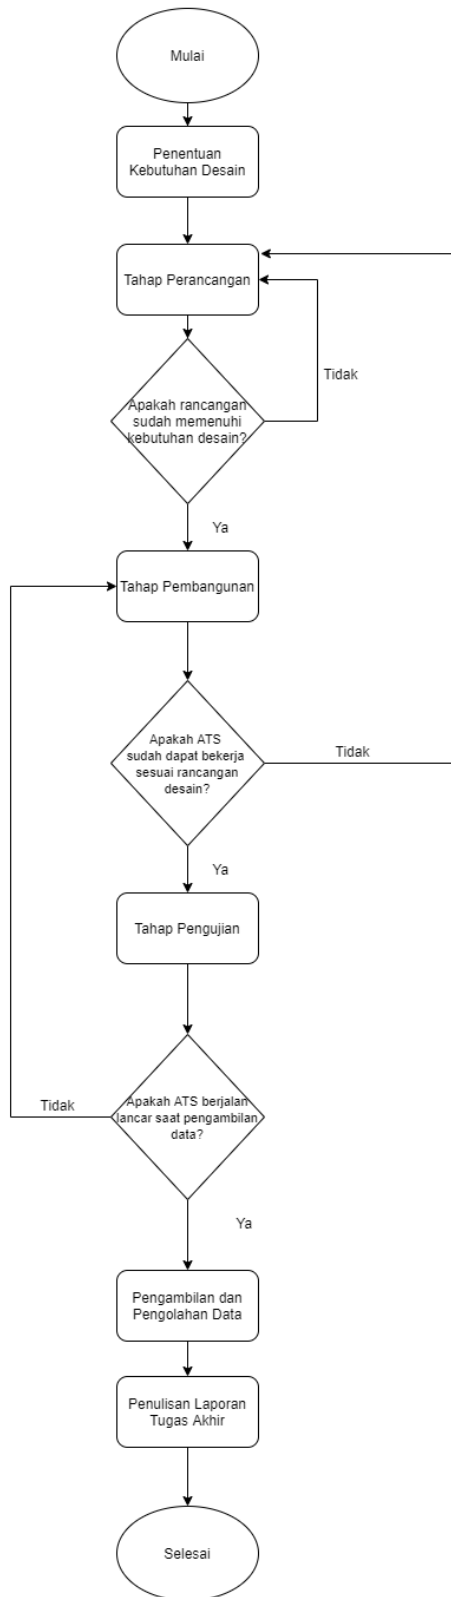 Mulai
Penentuan
Kebutuhan Desain
Tahap Perancangan
Tidak
Apakah rancangan
sudah memenuhi
kebutuhan desain?
Ya
Tahap Pembangunan
Apakah ATS
sudah dapat bekerja
sesuai rancangan
desain?
Tidak
Ya
Tahap Pengujian
Tidak
Apakah ATS berjalan
lancar saat pengambilan
data?
Ya
Pengambilan dan
Pengolahan Data
Penulisan Laporan
Tugas Akhir
Selesai